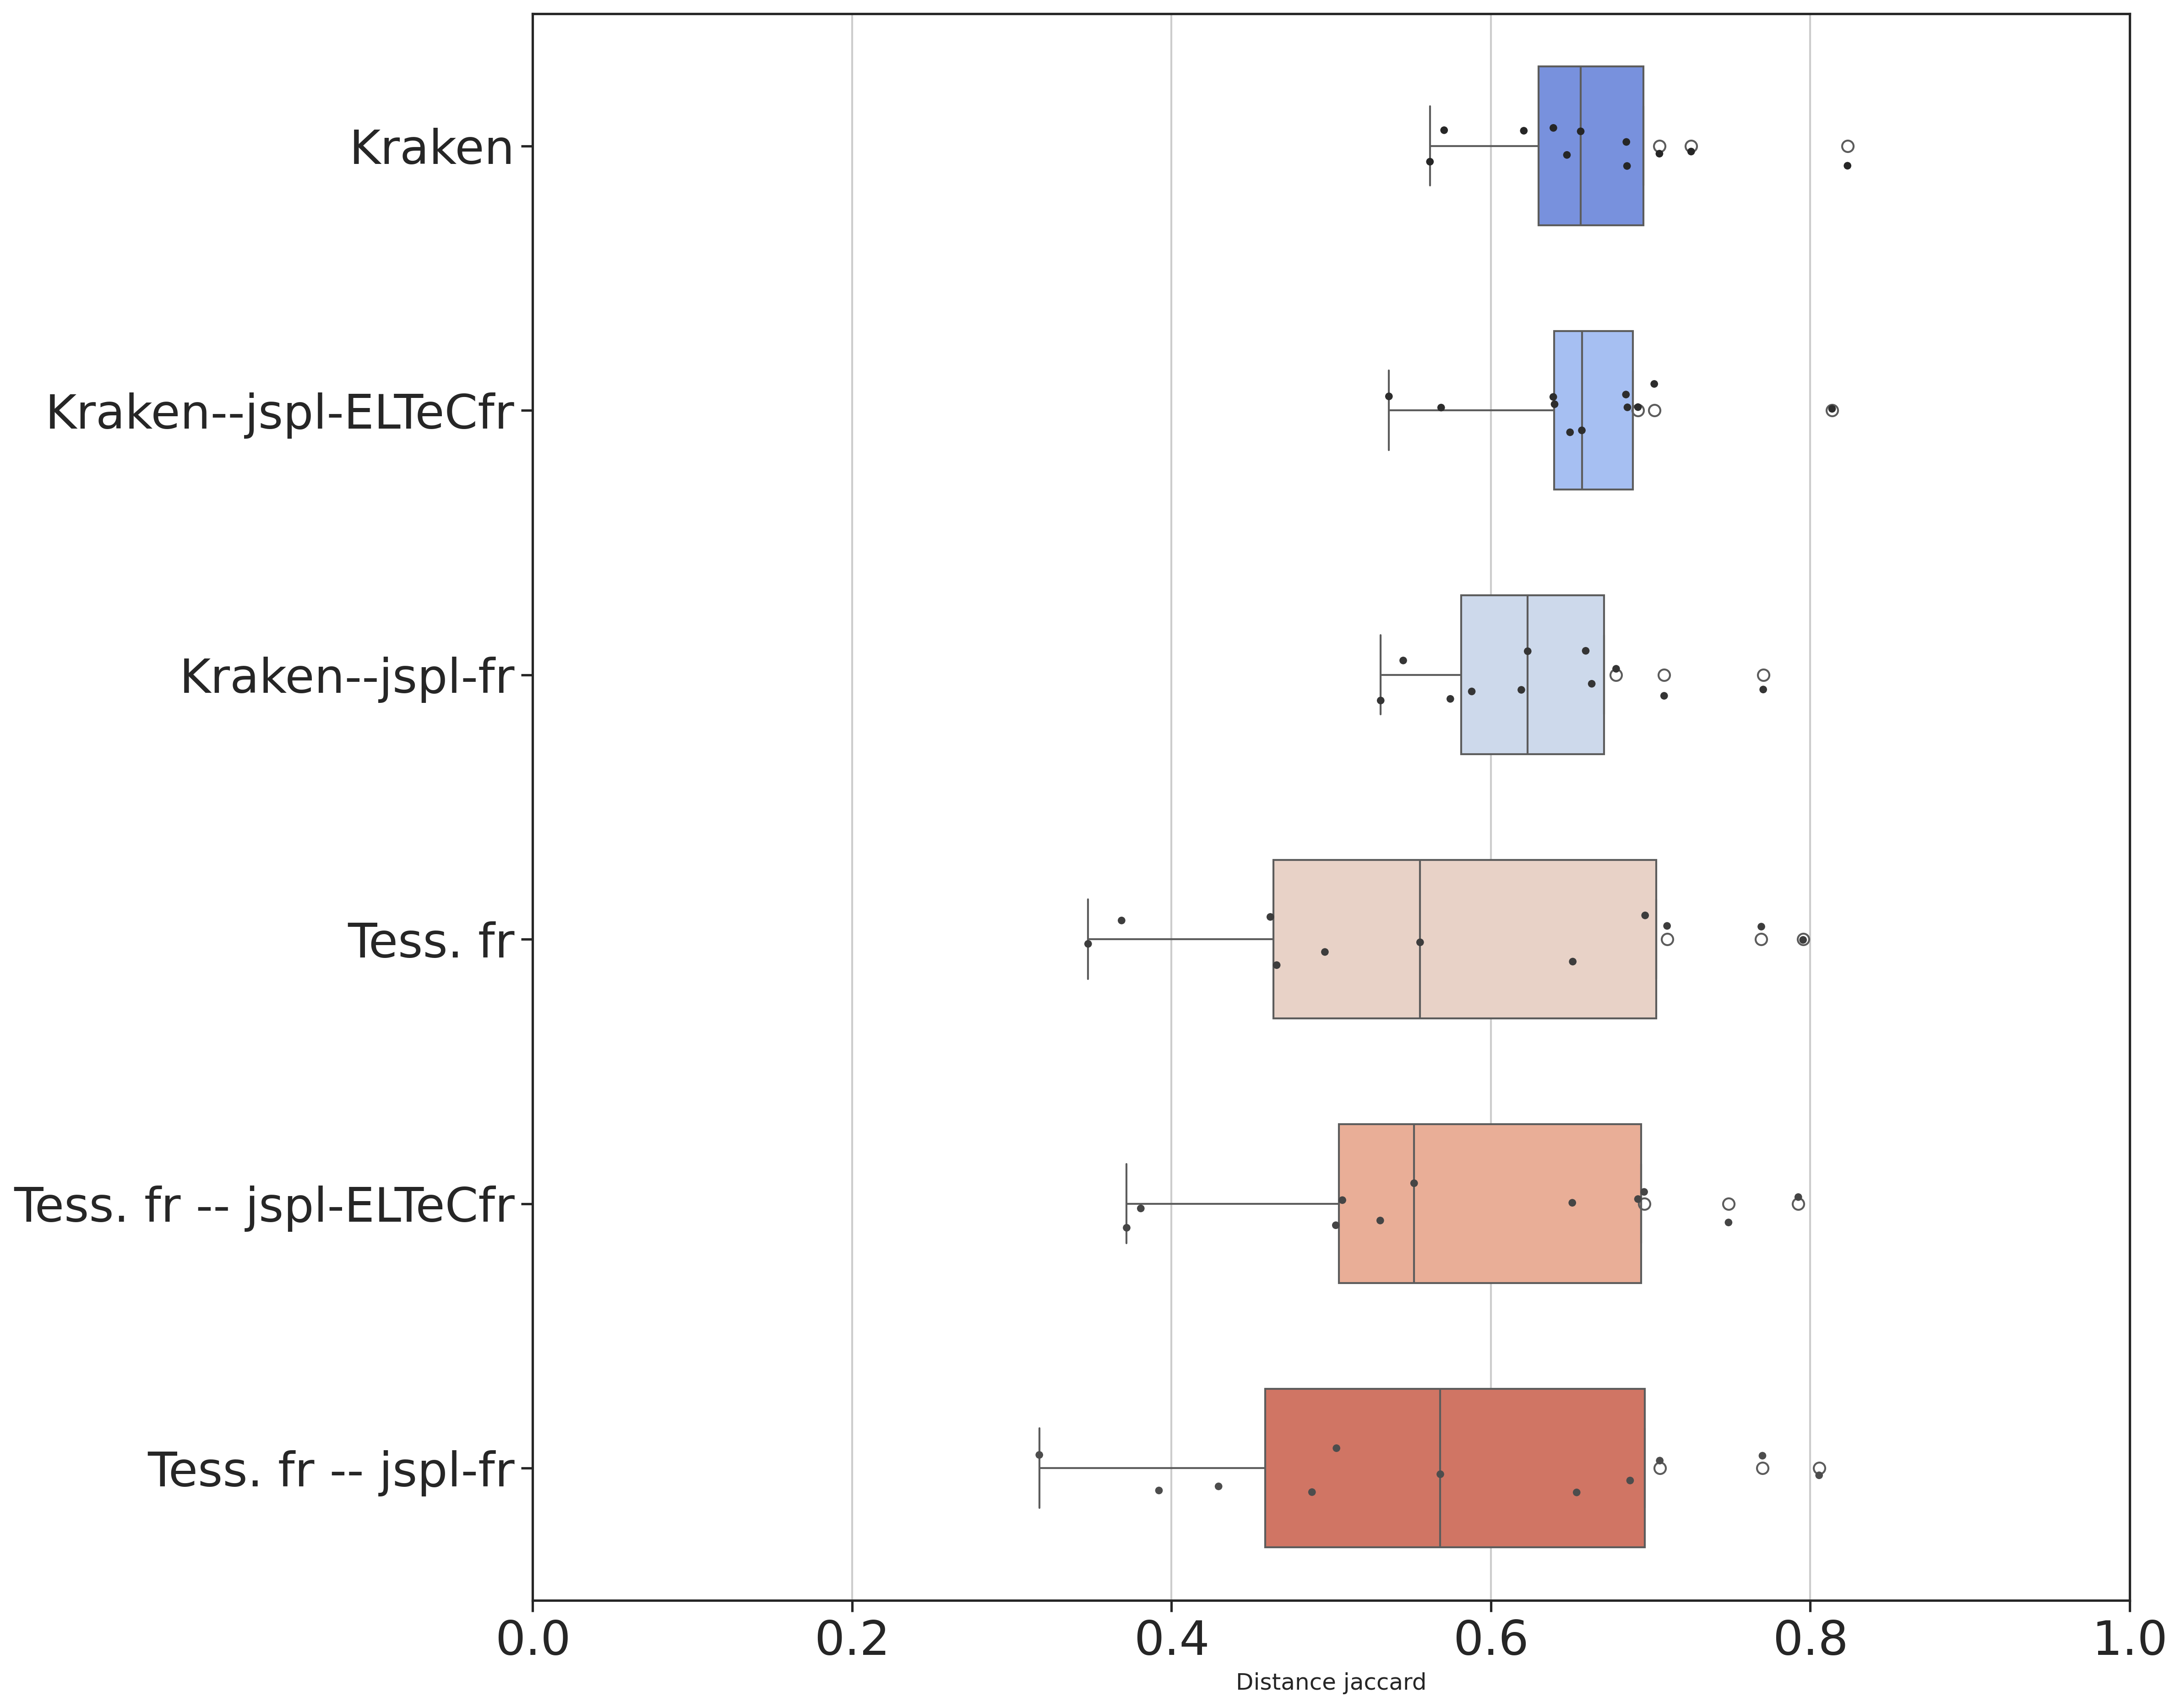 Kraken
Kraken--jspl-ELTeCfr
Kraken--jspl-fr
Tess. fr
Tess. fr -- jspl-ELTeCfr
Tess. fr -- jspl-fr
0.0 0.2 0.4 0.6 0.8 1.0
Distance jaccard